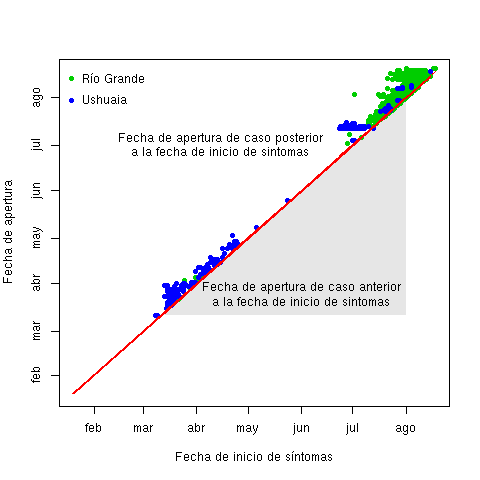 Río Grande
Ushuaia
Fecha de apertura de caso posterior
a la fecha de inicio de sintomas
Fecha de apertura de caso anterior
a la fecha de inicio de sintomas
Fecha de apertura
feb
mar
abr
may
jun
jul
ago
feb
mar
abr
may
jun
jul
ago
Fecha de inicio de síntomas